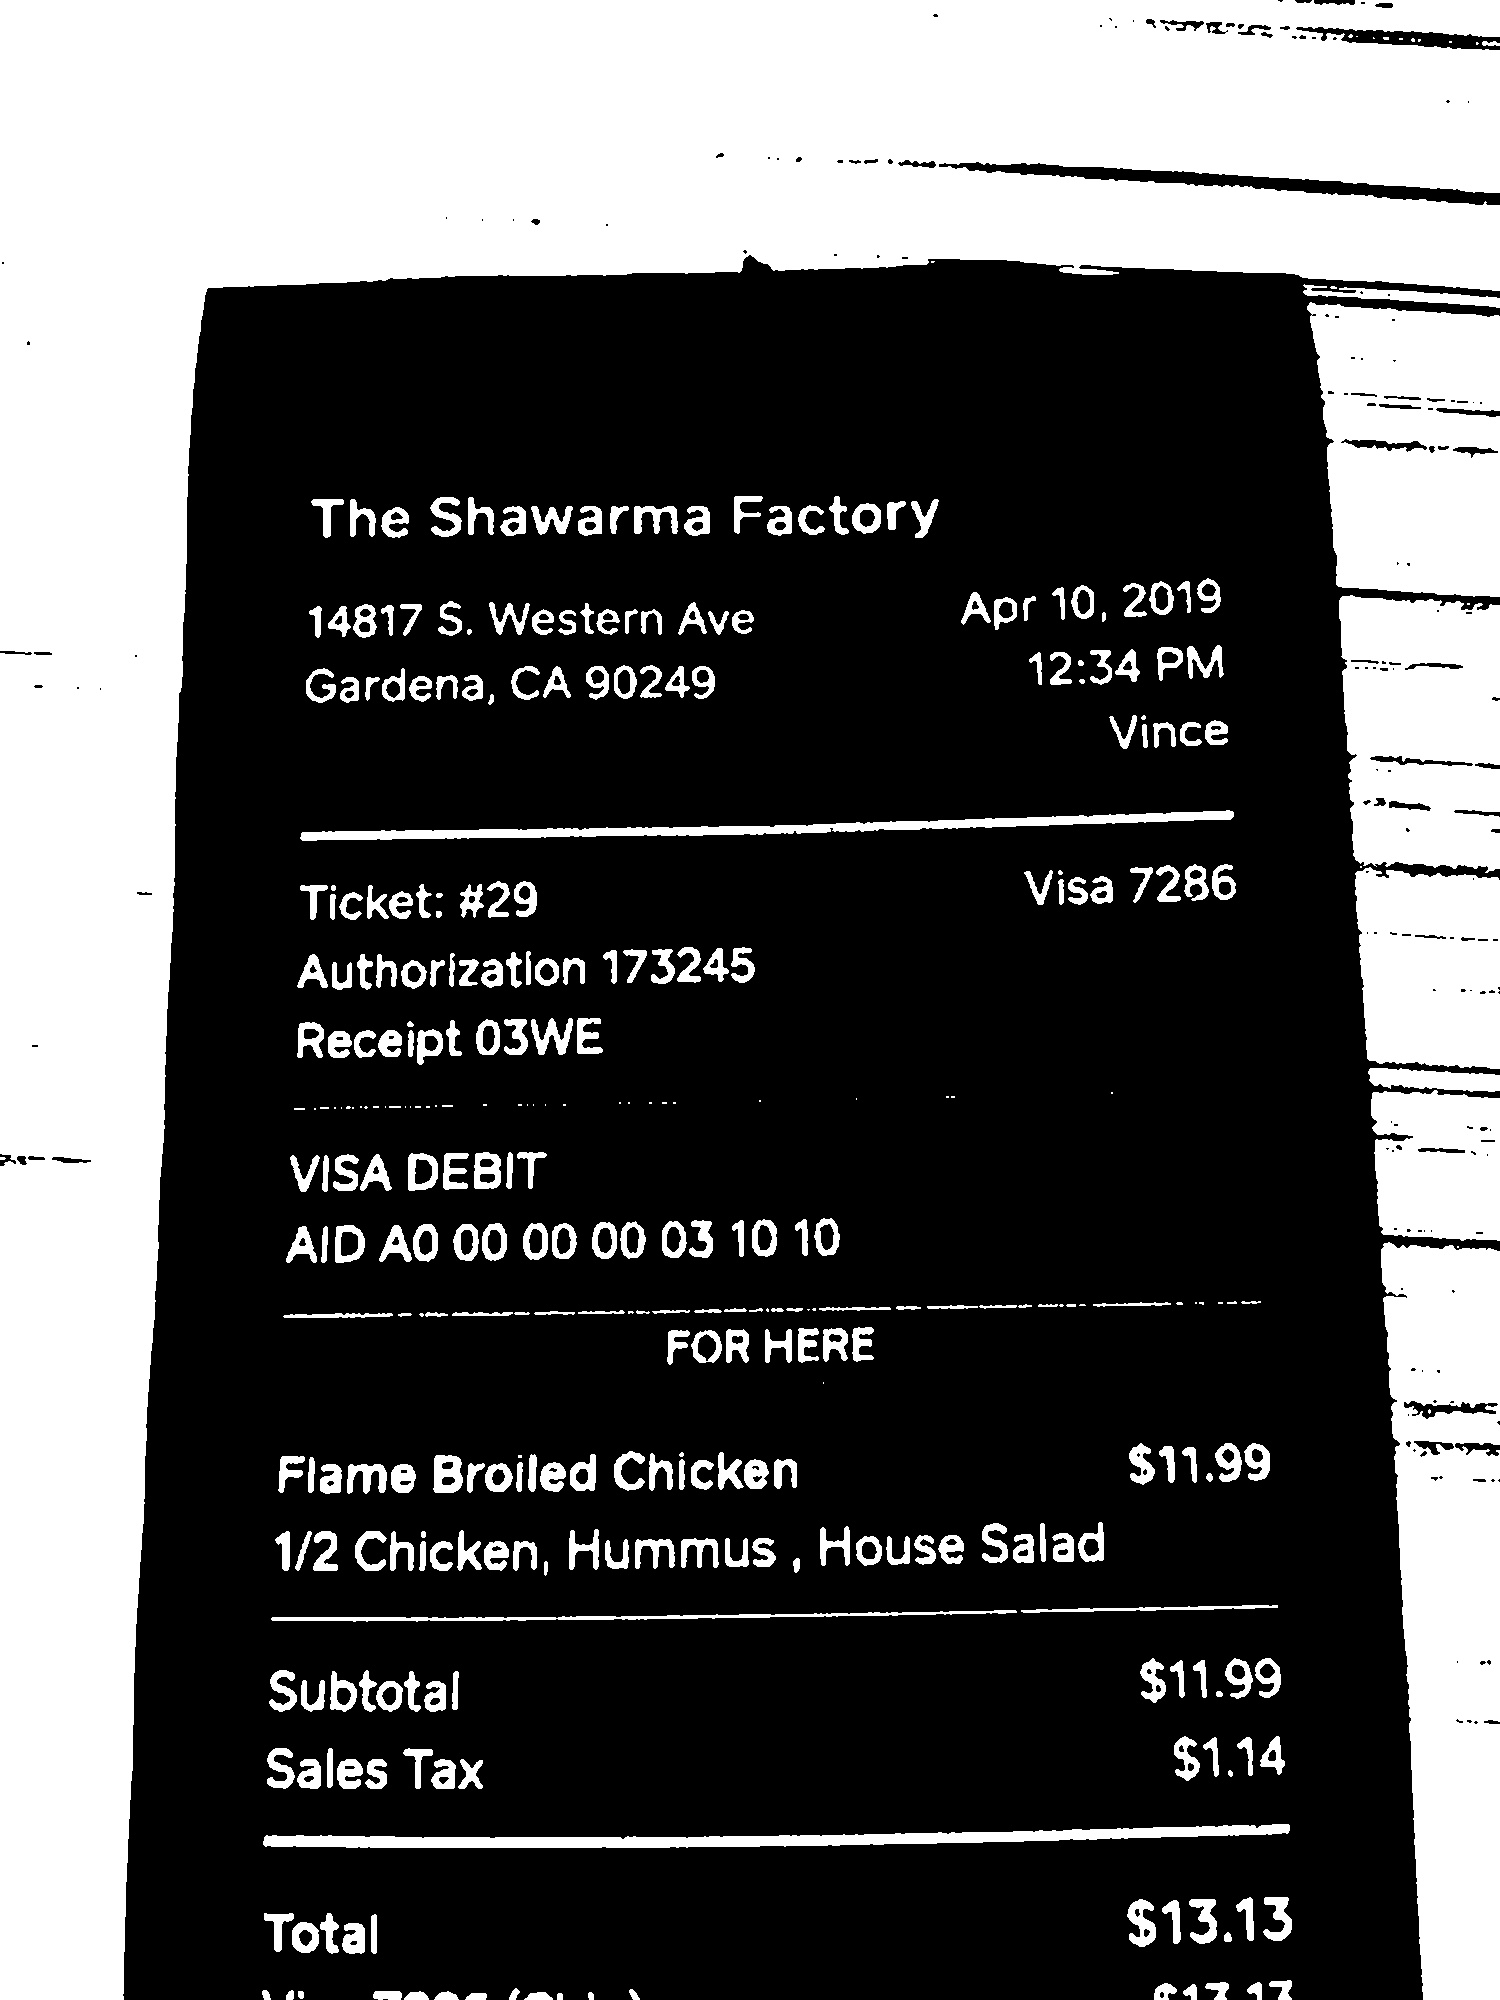 The Shawarma Factory
14817 S. Western Ave
Gardena, CA 90249
Apr 10, 2019
12:34 PM
Vince
Ticket: #29
Visa 7286
Authorization 173245
Receipt 03WE
VISA DEBIT
AID A0 00 00 00 03 10 10
FOR HERE
Flame Broiled Chicken $11.99
1/2 Chicken, Hummus , House Salad
Subtotal $11.99
Sales Tax $1.14
Total $13.13